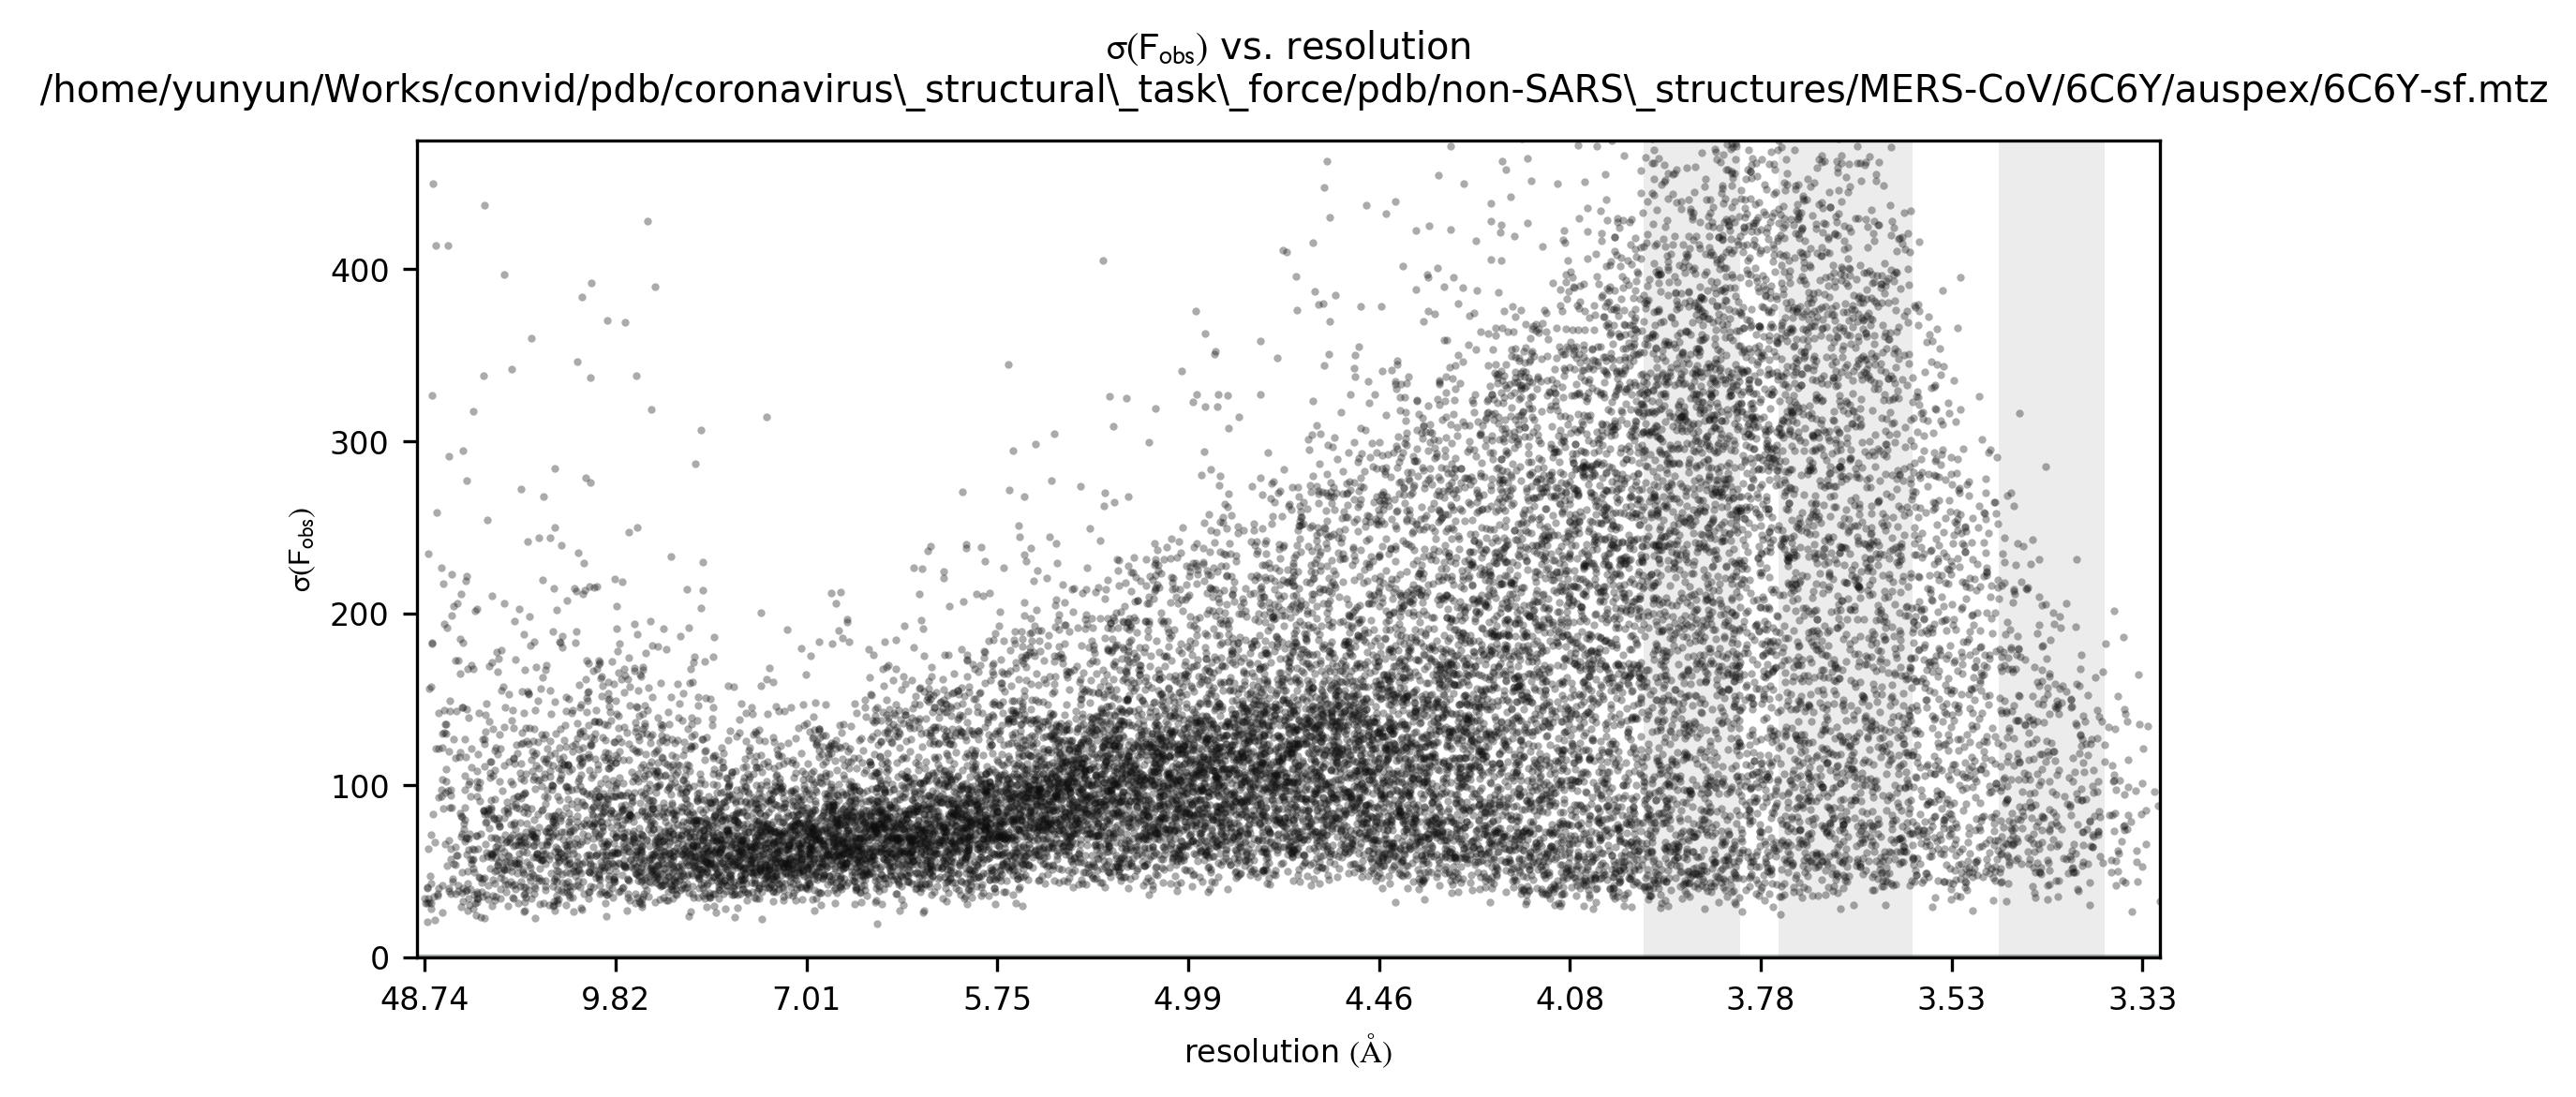 σ(Fobs) vs. resolution
/home/yunyun/Works/convid/pdb/coronavirus\_structural\_task\_force/pdb/non-SARS\_structures/MERS-CoV/6C6Y/auspex/6C6Y-sf.mtz
400
300
200
100
0
σ(Fobs)
48.74 9.82 7.01 5.75 4.99 4.46 4.08 3.78 3.53 3.33
resolution (Å)